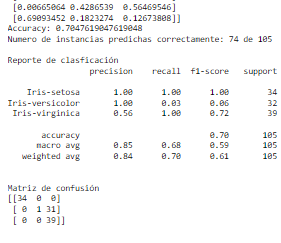 [0.00665064 0.4286539 0.56469546]
[0.69093452 0.1823274 0.12673808]]
Accuracy: 0.7047619047619048
Numero de instancias predichas correctamente: 74 de 105
Reporte de clasficación
precision recall f1-score support
Iris-setosa 1.00 1.00 1.00 34
Iris-versicolor 1.00 0.03 0.06 32
Iris-virginica 0.56 1.00 0.72 39
accuracy 0.70 105
macro avg 0.85 0.68 0.59 105
weighted avg 0.84 0.70 0.61 105
Matriz de confusión
[[34 0 0]
[ 0 1 31]
[ 0 0 39]]